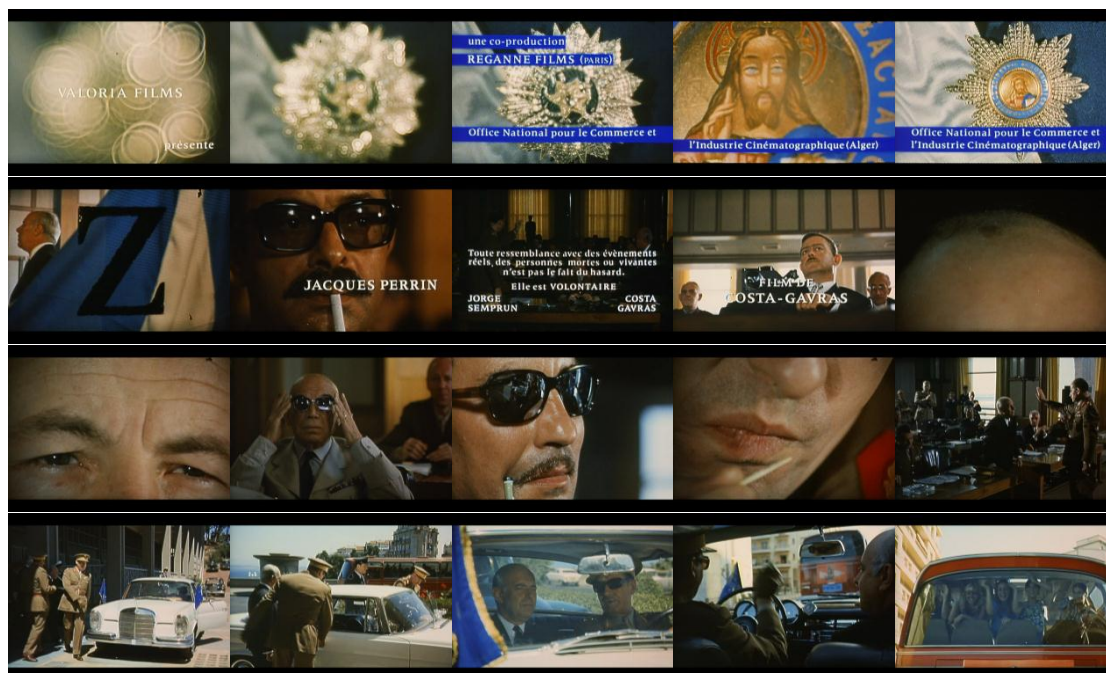 VALORIA FILMS
présente
une co-production
REGANNE FILMS (PARIS)
Office National pour le Commerce et
l'Industrie Cinématographique (Alger)
Office National pour le Commerce et
l'Industrie Cinématographique (Alger)
Z
JACQUES PERRIN
Toute ressemblance avec des évènements
réels, des personnes mortes ou vivantes
n'est pas le fait du hasard.
Elle est VOLONTAIRE
JORGE
SEMPRUN
COSTA
GAVRAS
FILM DE
COSTA-GAVRAS